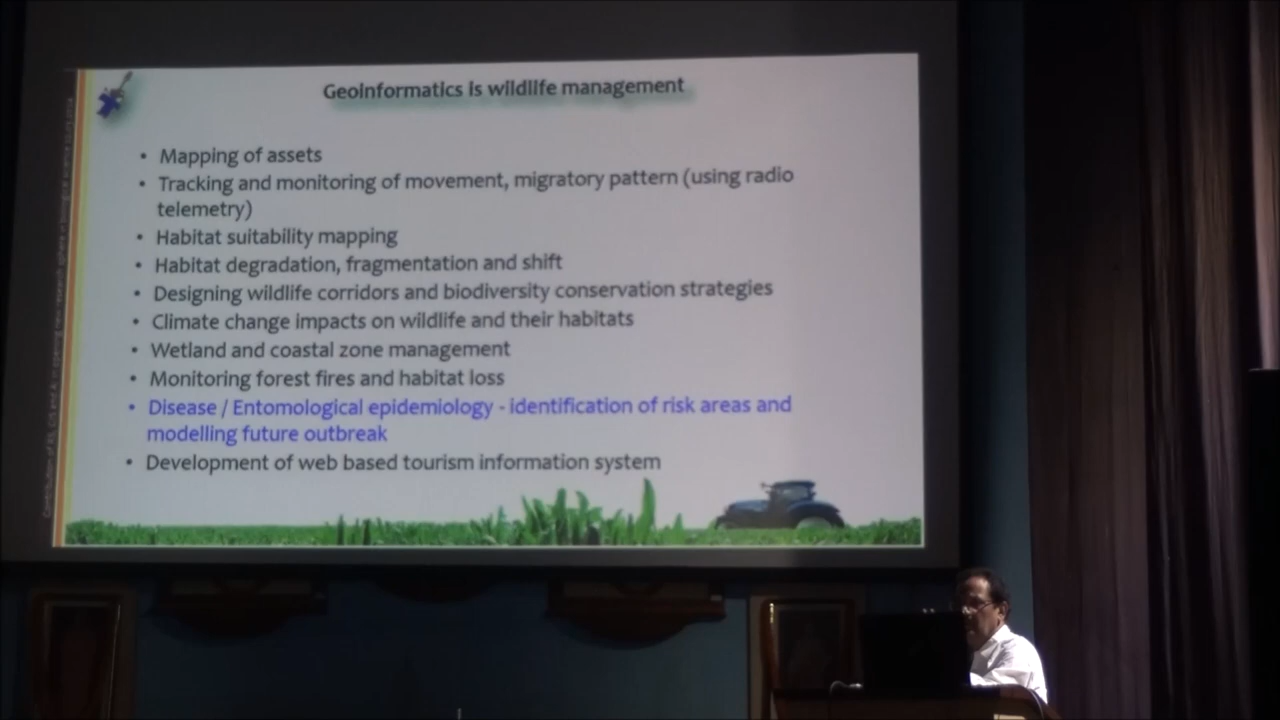 Geoinformatics is wildlife management
• Mapping of assets
• Tracking and monitoring of movement, migratory pattern (using radio
telemetry)
• Habitat suitability mapping
• Habitat degradation, fragmentation and shift
• Designing wildlife corridors and biodiversity conservation strategies
• Climate change impacts on wildlife and their habitats
• Wetland and coastal zone management
• Monitoring forest fires and habitat loss
• Disease / Entomological epidemiology - identification of risk areas and
modelling future outbreak
• Development of web based tourism information system